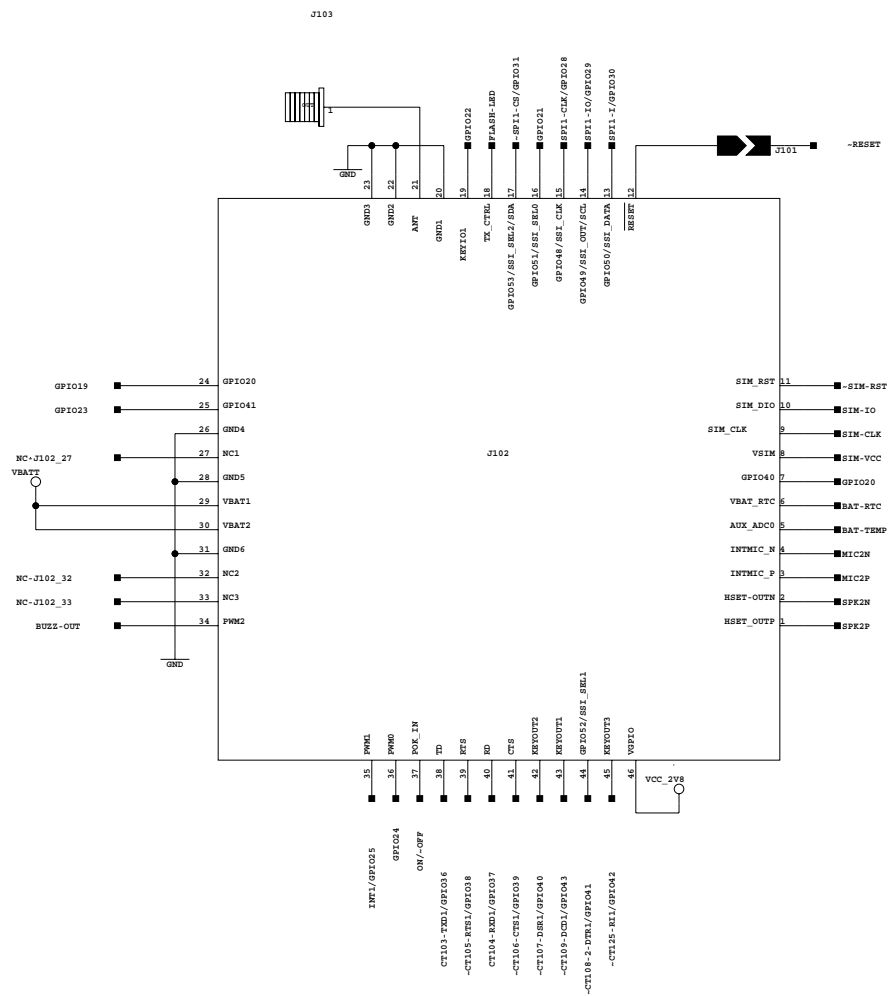 J103
1
GPIO22
FLASH-LED
~SPI1-CS/GPIO31
GPIO21
SPI1-CLK/GPIO28
SPI1-IO/GPIO29
SPI1-I/GPIO30
J101
~RESET
GND
23
22
21
20
19
18
17
16
15
14
13
12
GND3
GND2
ANT
GND1
KEYIO1
TX_CTRL
GPIO53/SSI_SEL2/SDA
GPIO51/SSI_SEL0
GPIO48/SSI_CLK
GPIO49/SSI_OUT/SCL
GPIO50/SSI_DATA
RESET
GPIO19 24 GPIO20
GPIO23 25 GPIO41
26 GND4
NC-J102_27 27 NC1
VBATT
28 GND5
29 VBAT1
30 VBAT2
31 GND6
NC-J102_32 32 NC2
NC-J102_33 33 NC3
BUZZ-OUT 34 PWM2
GND
J102
SIM_RST 11 ~SIM-RST
SIM_DIO 10 SIM-IO
SIM_CLK 9 SIM-CLK
VSIM 8 SIM-VCC
GPIO40 7 GPIO20
VBAT_RTC 6 BAT-RTC
AUX_ADC0 5 BAT-TEMP
INTMIC_N 4 MIC2N
INTMIC_P 3 MIC2P
HSET-OUTN 2 SPK2N
HSET_OUTP 1 SPK2P
PWM1
PWM0
POK_IN
TD
RTS
RD
CTS
KEYOUT2
KEYOUT1
GPIO52/SSI_SEL1
KEYOUT3
VGPIO
35
36
37
38
39
40
41
42
43
44
45
46
VCC_2V8
INT1/GPIO25
GPIO24
ON/~OFF
CT103-TXD1/GPIO36
~CT105-RTS1/GPIO38
CT104-RXD1/GPIO37
~CT106-CTS1/GPIO39
~CT107-DSR1/GPIO40
~CT109-DCD1/GPIO43
~CT108-2-DTR1/GPIO41
~CT125-RI1/GPIO42